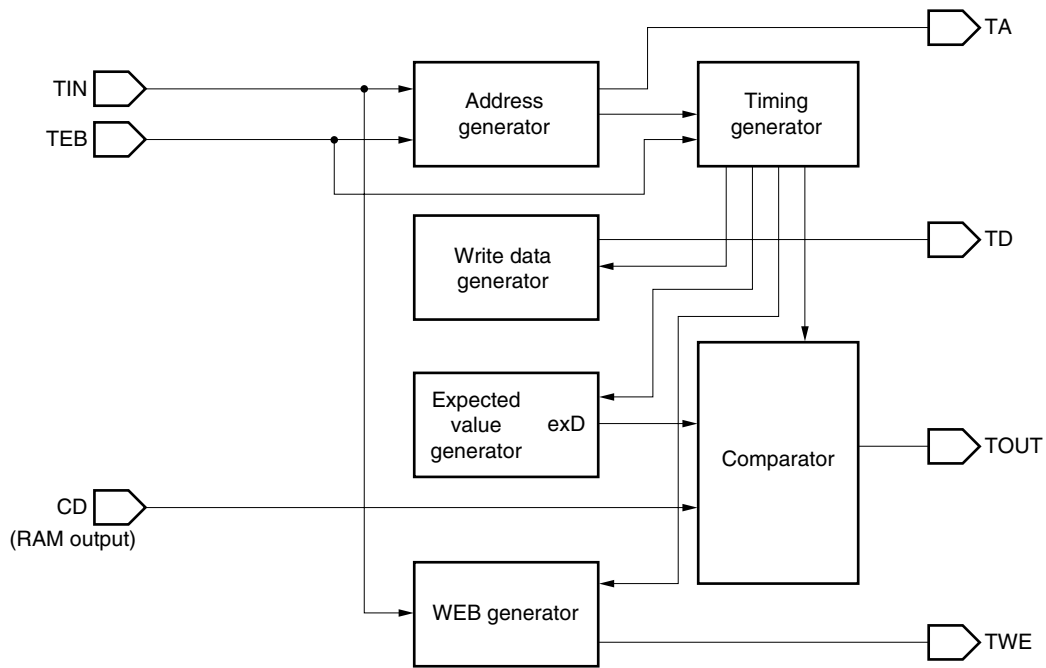 TA
TIN
Address
generator
Timing
generator
TEB
Write data
generator
TD
Expected
value
generator
exD
Comparator
TOUT
CD
(RAM output)
WEB generator
TWE